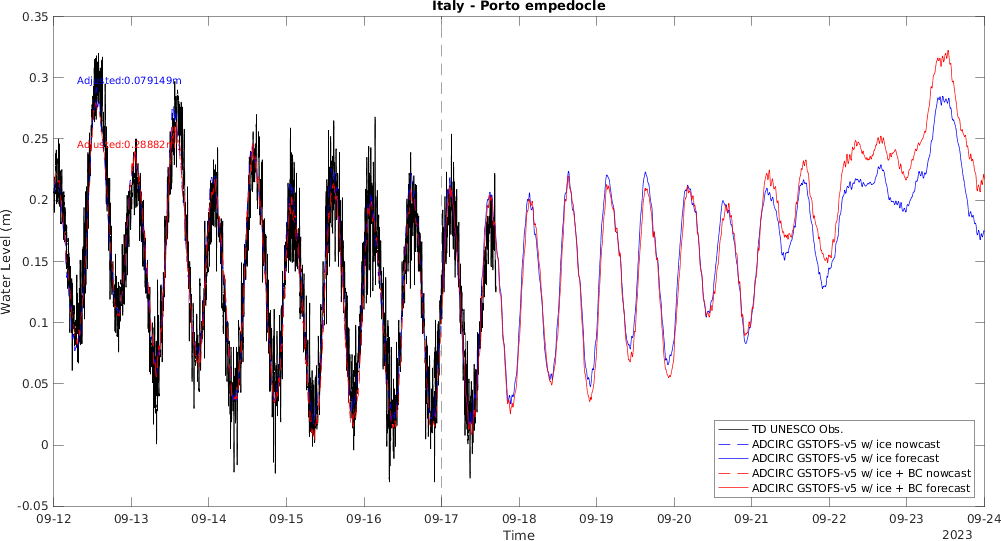 Italy - Porto empedocle
Water Level (m)
0.35
0.3
0.25
0.2
0.15
0.1
0.05
0
-0.05
Adjusted:0.079149m
Adjusted:0.28882m
TD UNESCO Obs.
ADCIRC GSTOFS-v5 w/ ice nowcast
ADCIRC GSTOFS-v5 w/ ice forecast
ADCIRC GSTOFS-v5 w/ ice + BC nowcast
ADCIRC GSTOFS-v5 w/ ice + BC forecast
09-12 09-13 09-14 09-15 09-16 09-17 09-18 09-19 09-20 09-21 09-22 09-23 09-24
Time
2023